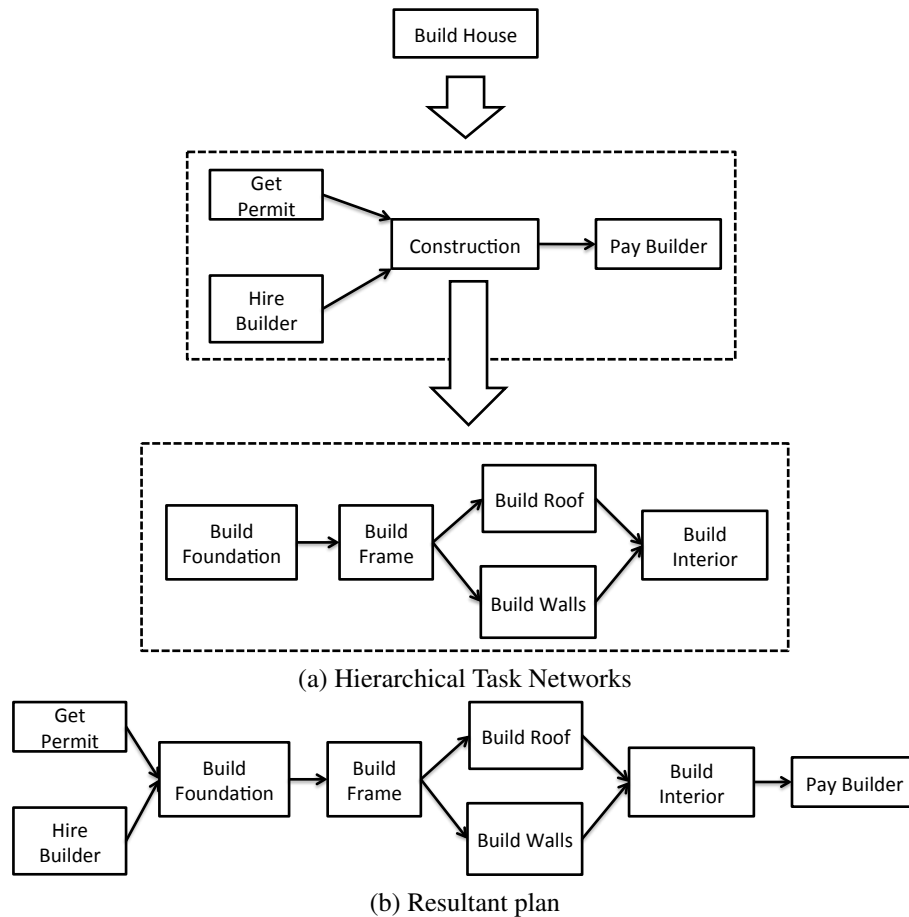 Build House
Get
Permit
Construction
Pay Builder
Hire
Builder
Build Roof
Build
Foundation
Build
Frame
Build
Interior
Build Walls
(a) Hierarchical Task Networks
Get
Permit
Build Roof
Build
Foundation
Build
Frame
Build
Interior
Pay Builder
Hire
Builder
Build Walls
(b) Resultant plan